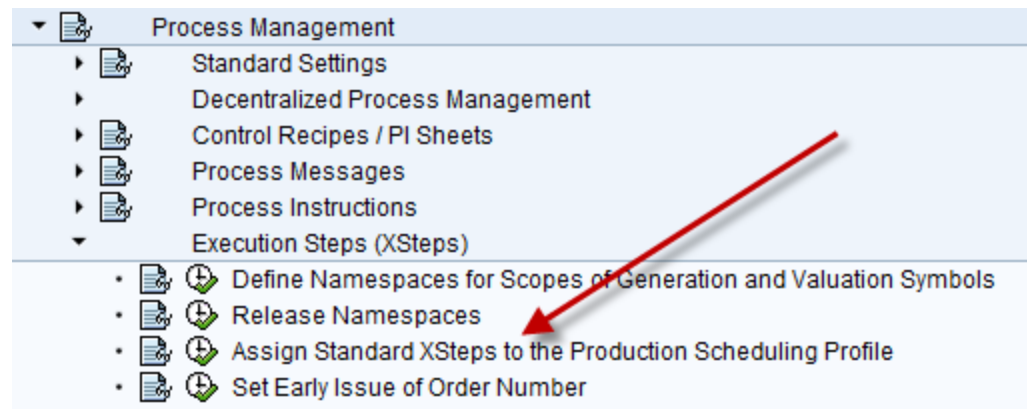 Process Management
Standard Settings
Decentralized Process Management
Control Recipes / PI Sheets
Process Messages
Process Instructions
Execution Steps (XSteps)
Define Namespaces for Scopes of Generation and Valuation Symbols
Release Namespaces
Assign Standard XSteps to the Production Scheduling Profile
Set Early Issue of Order Number